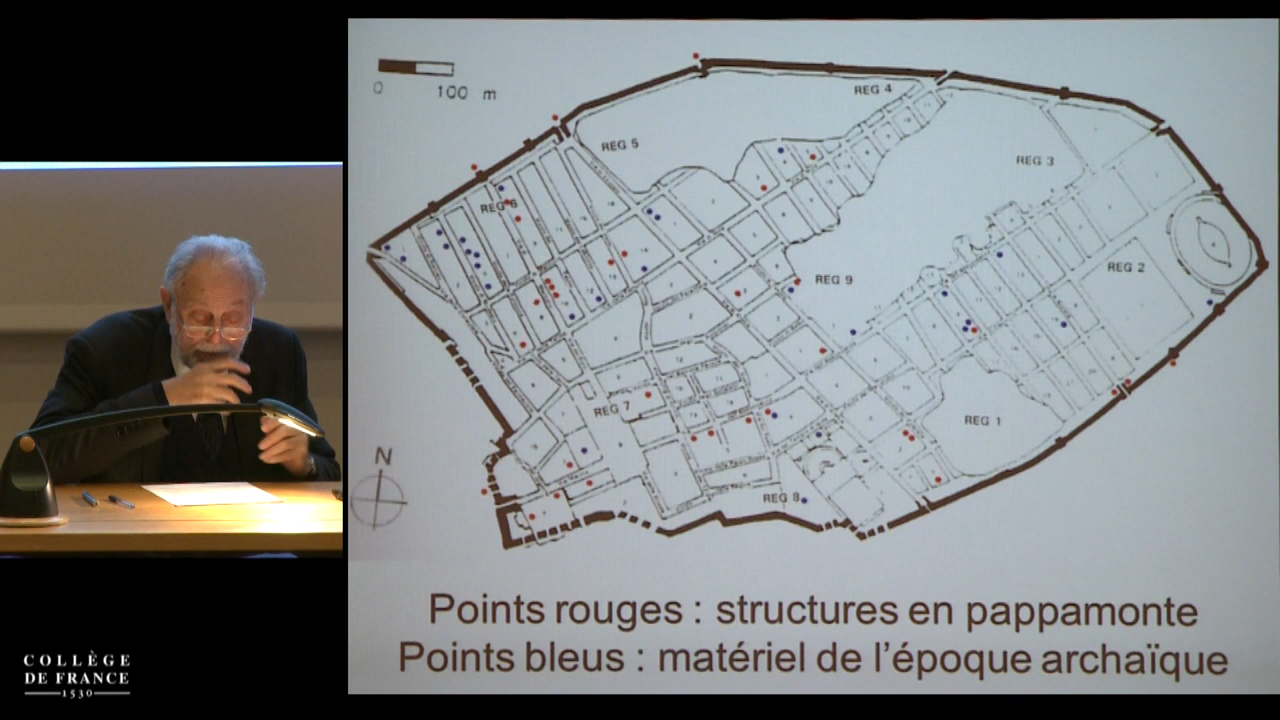 0 100 m
REG 4
REG 5
REG 3
REG 6
REG 2
REG 9
REG 7
REG 1
REG 8
N
Points rouges : structures en pappamonte
Points bleus : matériel de l'époque archaïque
COLLÈGE
DE FRANCE
1530